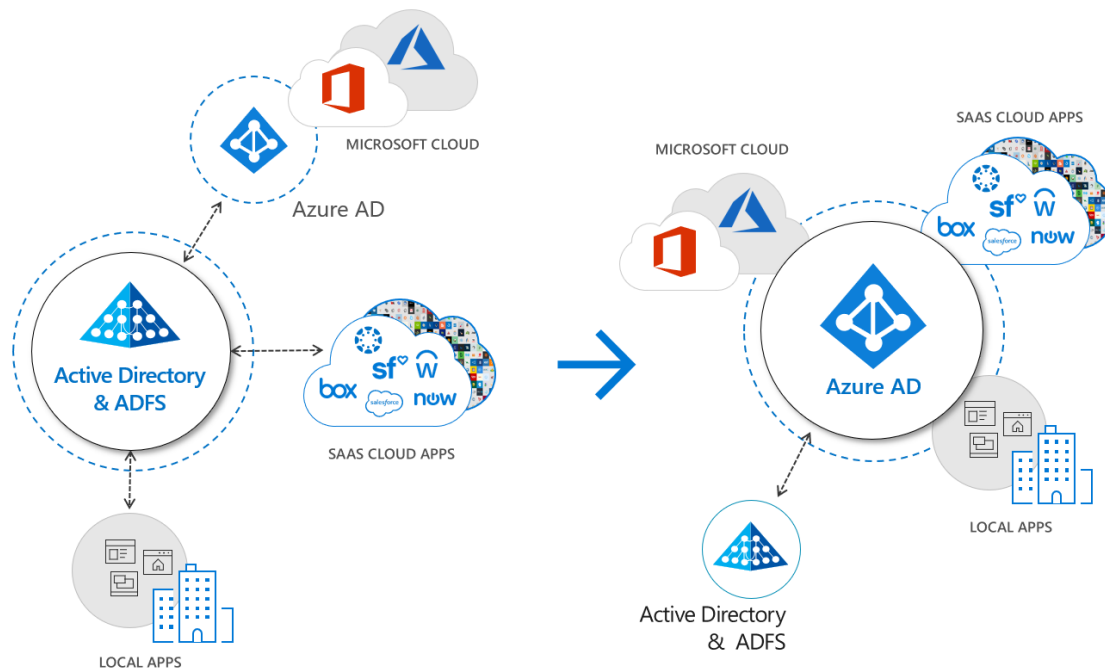 MICROSOFT CLOUD
Azure AD
Active Directory
& ADFS
sf
W
box
salesforce
now
SAAS CLOUD APPS
LOCAL APPS
SAAS CLOUD APPS
MICROSOFT CLOUD
sf
W
box
salesforce
now
Azure AD
LOCAL APPS
Active Directory
& ADFS